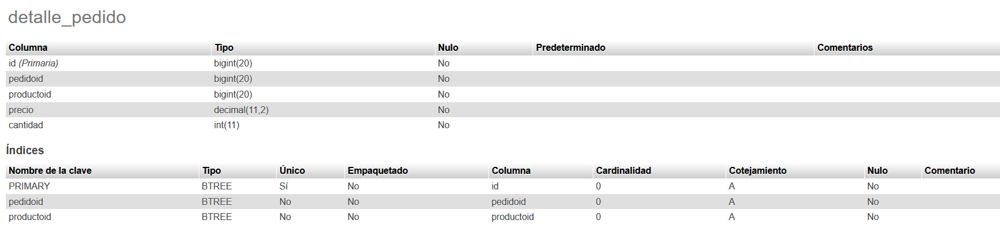 detalle_pedido
Columna Tipo Nulo Predeterminado Comentarios
id (Primaria) bigint(20) No
pedidoid bigint(20) No
productoid bigint(20) No
precio decimal(11,2) No
cantidad int(11) No
Índices
Nombre de la clave Tipo Único Empaquetado Columna Cardinalidad Cotejamiento Nulo Comentario
PRIMARY BTREE Sí No id 0 A No
pedidoid BTREE No No pedidoid 0 A No
productoid BTREE No No productoid 0 A No